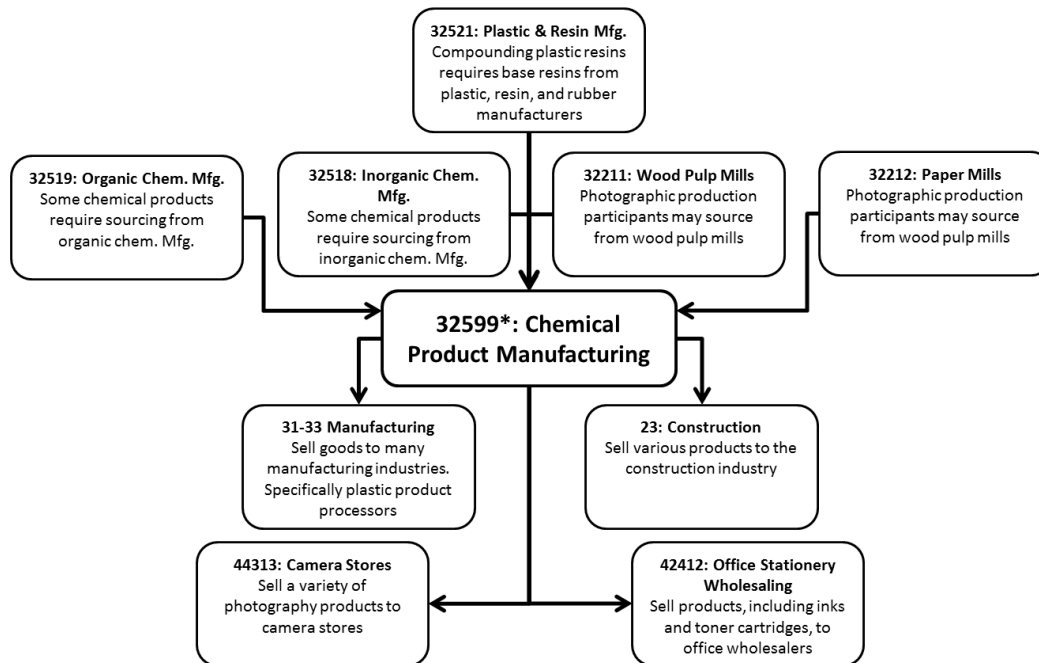 32521: Plastic & Resin Mfg.
Compounding plastic resins
requires base resins from
plastic, resin, and rubber
manufacturers
32519: Organic Chem. Mfg.
Some chemical products
require sourcing from
organic chem. Mfg.
32518: Inorganic Chem.
Mfg.
Some chemical products
require sourcing from
inorganic chem. Mfg.
32211: Wood Pulp Mills
Photographic production
participants may source
from wood pulp mills
32212: Paper Mills
Photographic production
participants may source
from wood pulp mills
32599*: Chemical
Product Manufacturing
31-33 Manufacturing
Sell goods to many
manufacturing industries.
Specifically plastic product
processors
23: Construction
Sell various products to the
construction industry
44313: Camera Stores
Sell a variety of
photography products to
camera stores
42412: Office Stationery
Wholesaling
Sell products, including inks
and toner cartridges, to
office wholesalers